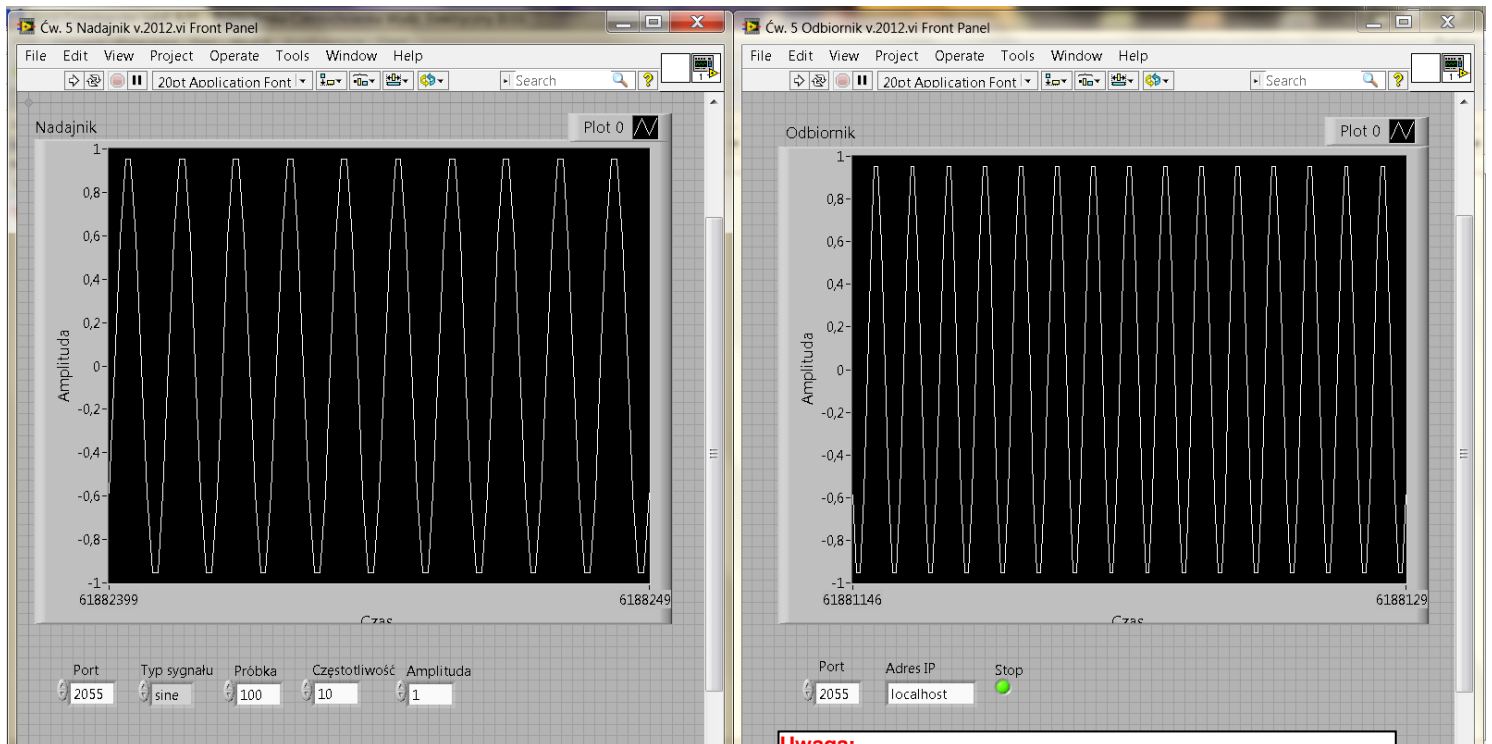 Ćw. 5 Nadajnik v.2012.vi Front Panel
File Edit View Project Operate Tools Window Help
20pt Application Font
Search
Nadajnik
Plot 0
1
0,8
0,6
0,4
0,2
0
-0,2
-0,4
-0,6
-0,8
-1
Amplituda
61882399
6188249
Czas
Port Typ sygnału Próbka Częstotliwość Amplituda
2055 sine 100 10 1
Ćw. 5 Odbiornik v.2012.vi Front Panel
File Edit View Project Operate Tools Window Help
20pt Application Font
Search
Odbiornik
Plot 0
1
0,8
0,6
0,4
0,2
0
-0,2
-0,4
-0,6
-0,8
-1
Amplituda
61881146
6188129
Czas
Port Adres IP Stop
2055 localhost
Uwaga: